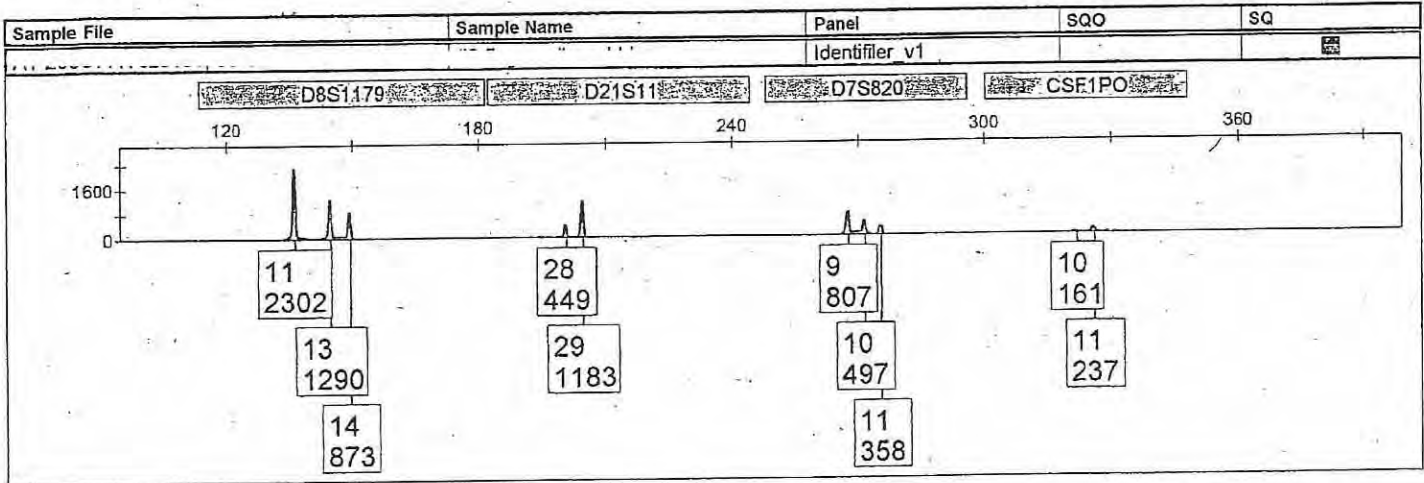 Sample File Sample Name Panel SQO SQ
Identifiler_v1
D8S1179 D21S11 D7S820 CSF1PO
120 180 240 300 360
1600
0
11 28 9 10
2302 449 807 161
13 29 10 11
1290 1183 497 237
14 11
873 358